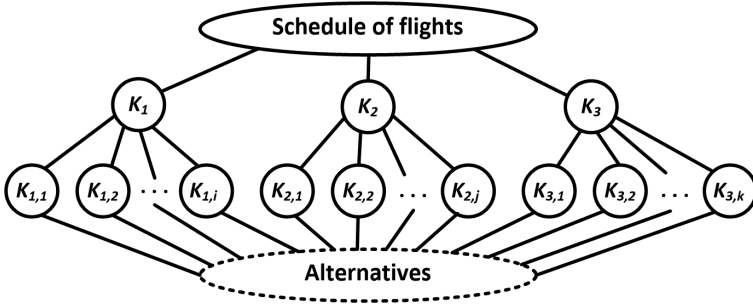 Schedule of flights
K1 K2 K3
K1,1 K1,2 ... K1,i K2,1 K2,2 ... K2,j K3,1 K3,2 ... K3,k
Alternatives